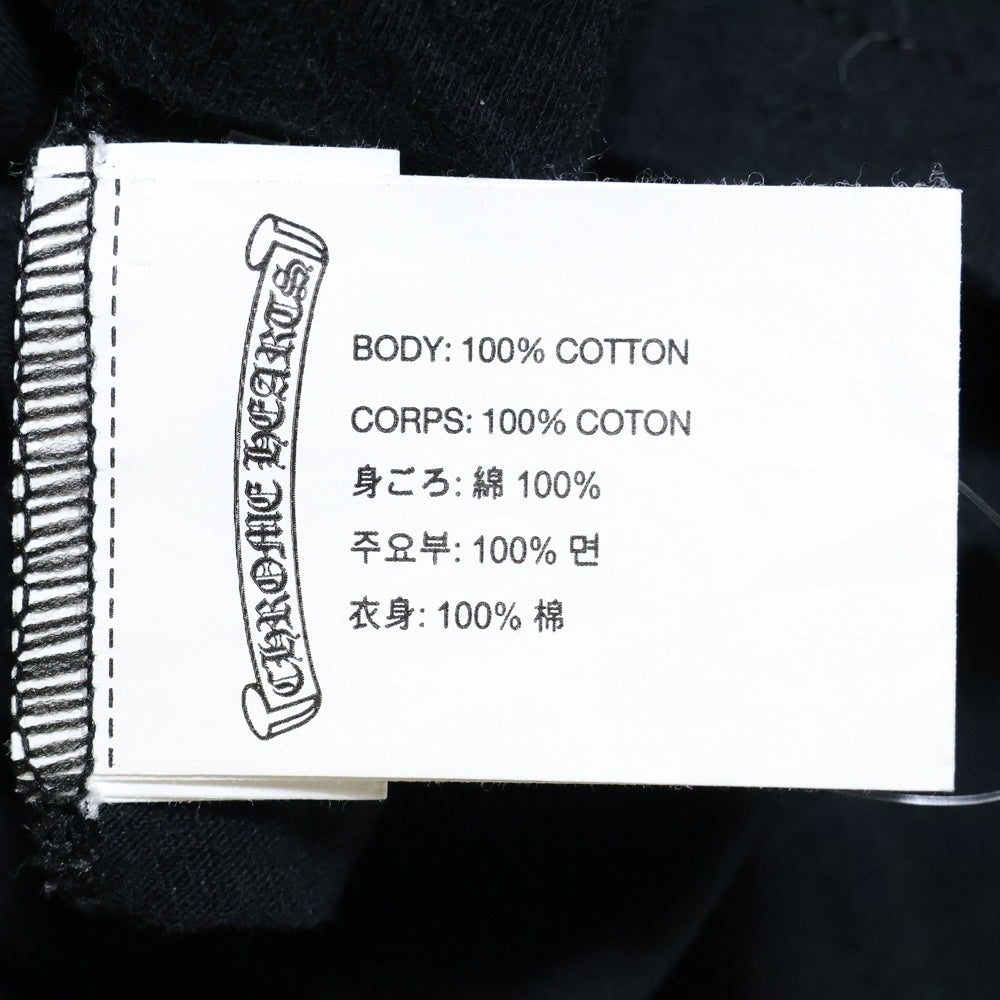 CHROME HEARTS
BODY: 100% COTTON
CORPS: 100% COTON
身ごろ: 綿 100%
주요부: 100% 면
衣身: 100% 棉